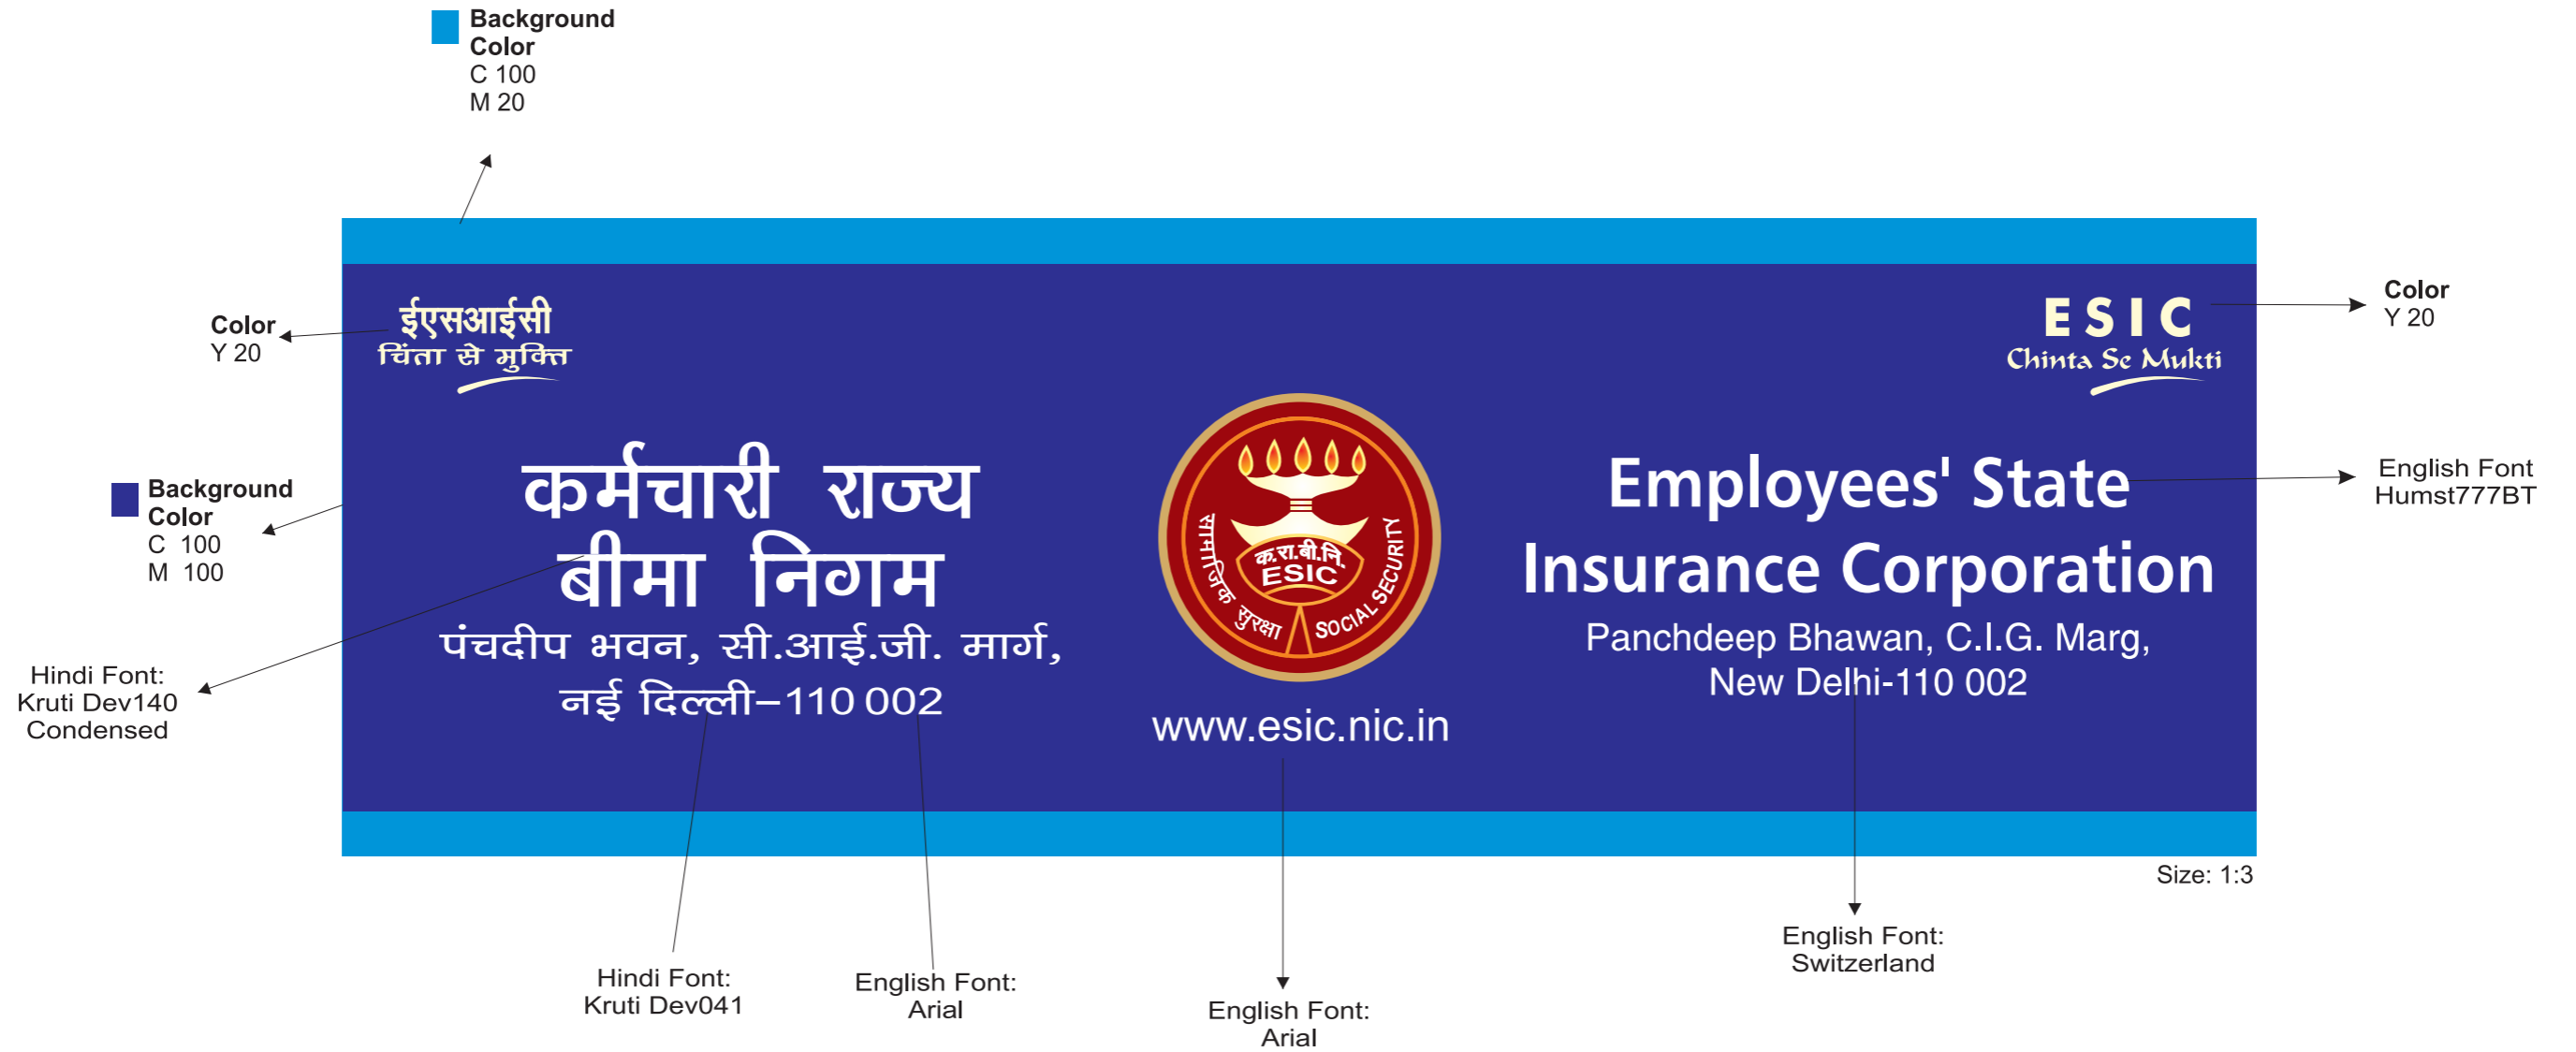 Background
Color
C 100
M 20
ईएसआईसी
चिंता से मुक्ति
Color
Y 20
ESIC
Chinta Se Mukti
Color
Y 20
Background
Color
C 100
M 100
कर्मचारी राज्य
बीमा निगम
पंचदीप भवन, सी.आई.जी. मार्ग,
नई दिल्ली–110 002
क.रा.बी.नि.
ESIC
सामाजिक सुरक्षा
SOCIAL SECURITY
www.esic.nic.in
Employees' State
Insurance Corporation
Panchdeep Bhawan, C.I.G. Marg,
New Delhi-110 002
English Font
Humst777BT
Hindi Font:
Kruti Dev140
Condensed
Size: 1:3
Hindi Font:
Kruti Dev041
English Font:
Arial
English Font:
Arial
English Font:
Switzerland